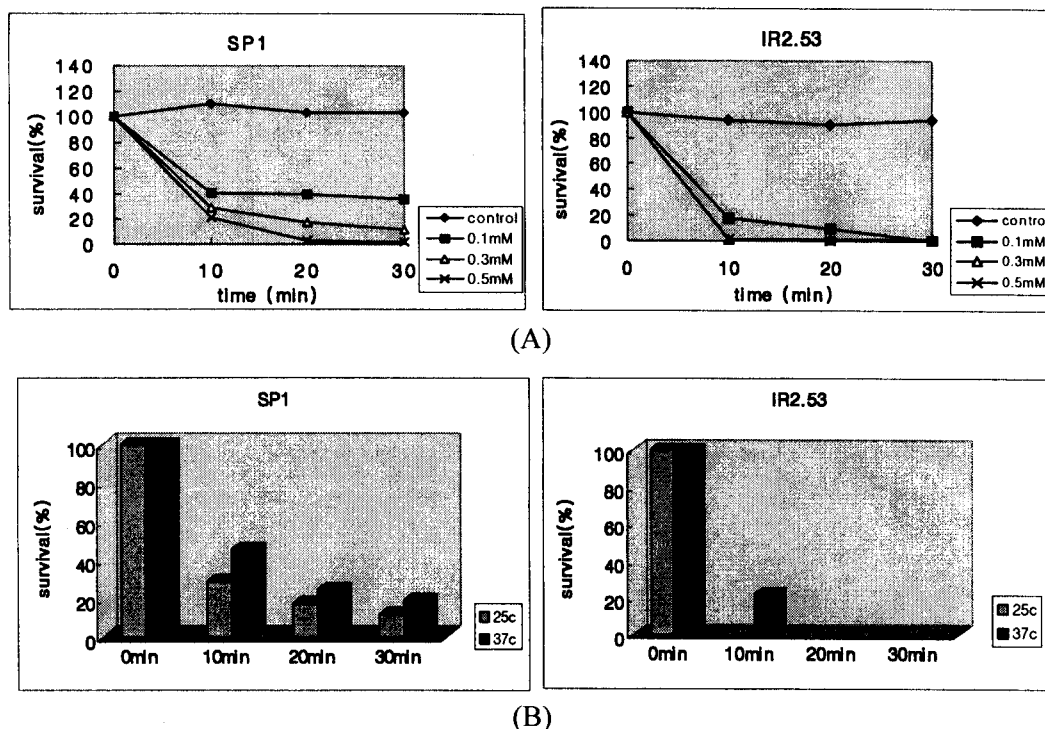 SP1
140
120
100
80
60
40
20
0
survival(%)
0 10 20 30
time (min)
control
0.1mM
0.3mM
0.5mM
IR2.53
140
120
100
80
60
40
20
0
survival(%)
0 10 20 30
time (min)
control
0.1mM
0.3mM
0.5mM
(A)
SP1
100
80
60
40
20
0
survival(%)
0min 10min 20min 30min
25c
37c
IR2.53
100
80
60
40
20
0
survival(%)
0min 10min 20min 30min
25c
37c
(B)